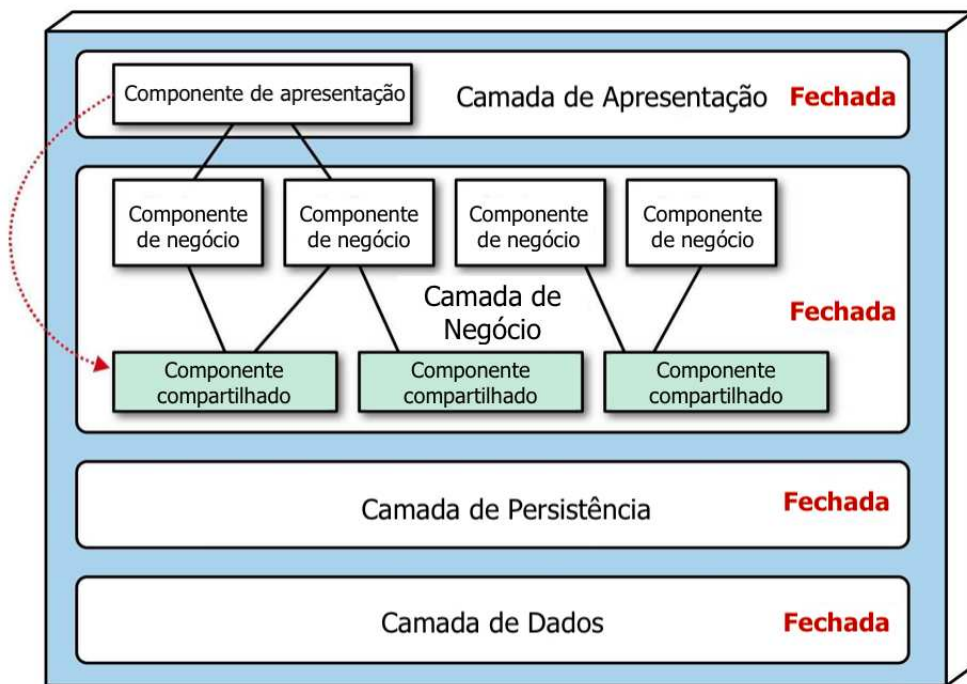 Componente de apresentação
Camada de Apresentação
Fechada
Componente
de negócio
Componente
de negócio
Componente
de negócio
Componente
de negócio
Camada de
Negócio
Fechada
Componente
compartilhado
Componente
compartilhado
Componente
compartilhado
Camada de Persistência
Fechada
Camada de Dados
Fechada